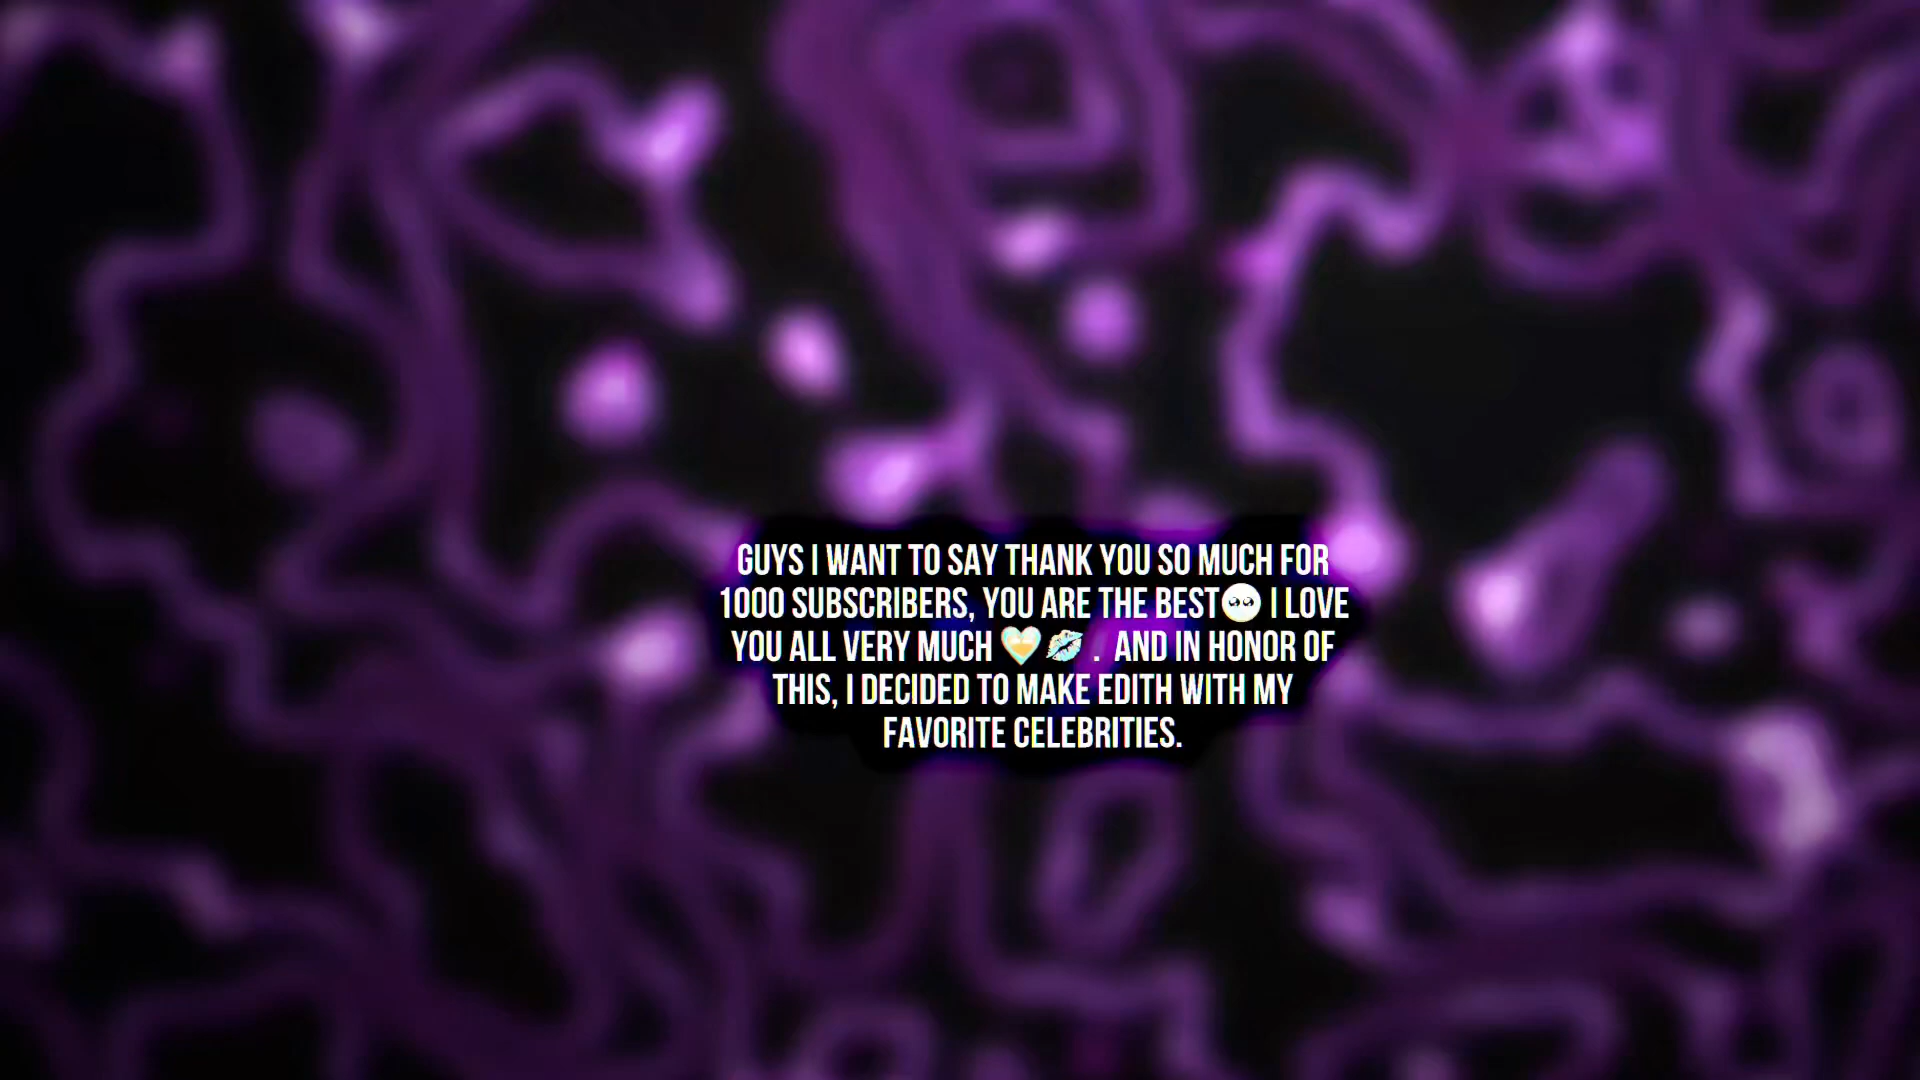 GUYS I WANT TO SAY THANK YOU SO MUCH FOR
1000 SUBSCRIBERS, YOU ARE THE BEST🥺 I LOVE
YOU ALL VERY MUCH 💝💋 . AND IN HONOR OF
THIS, I DECIDED TO MAKE EDITH WITH MY
FAVORITE CELEBRITIES.